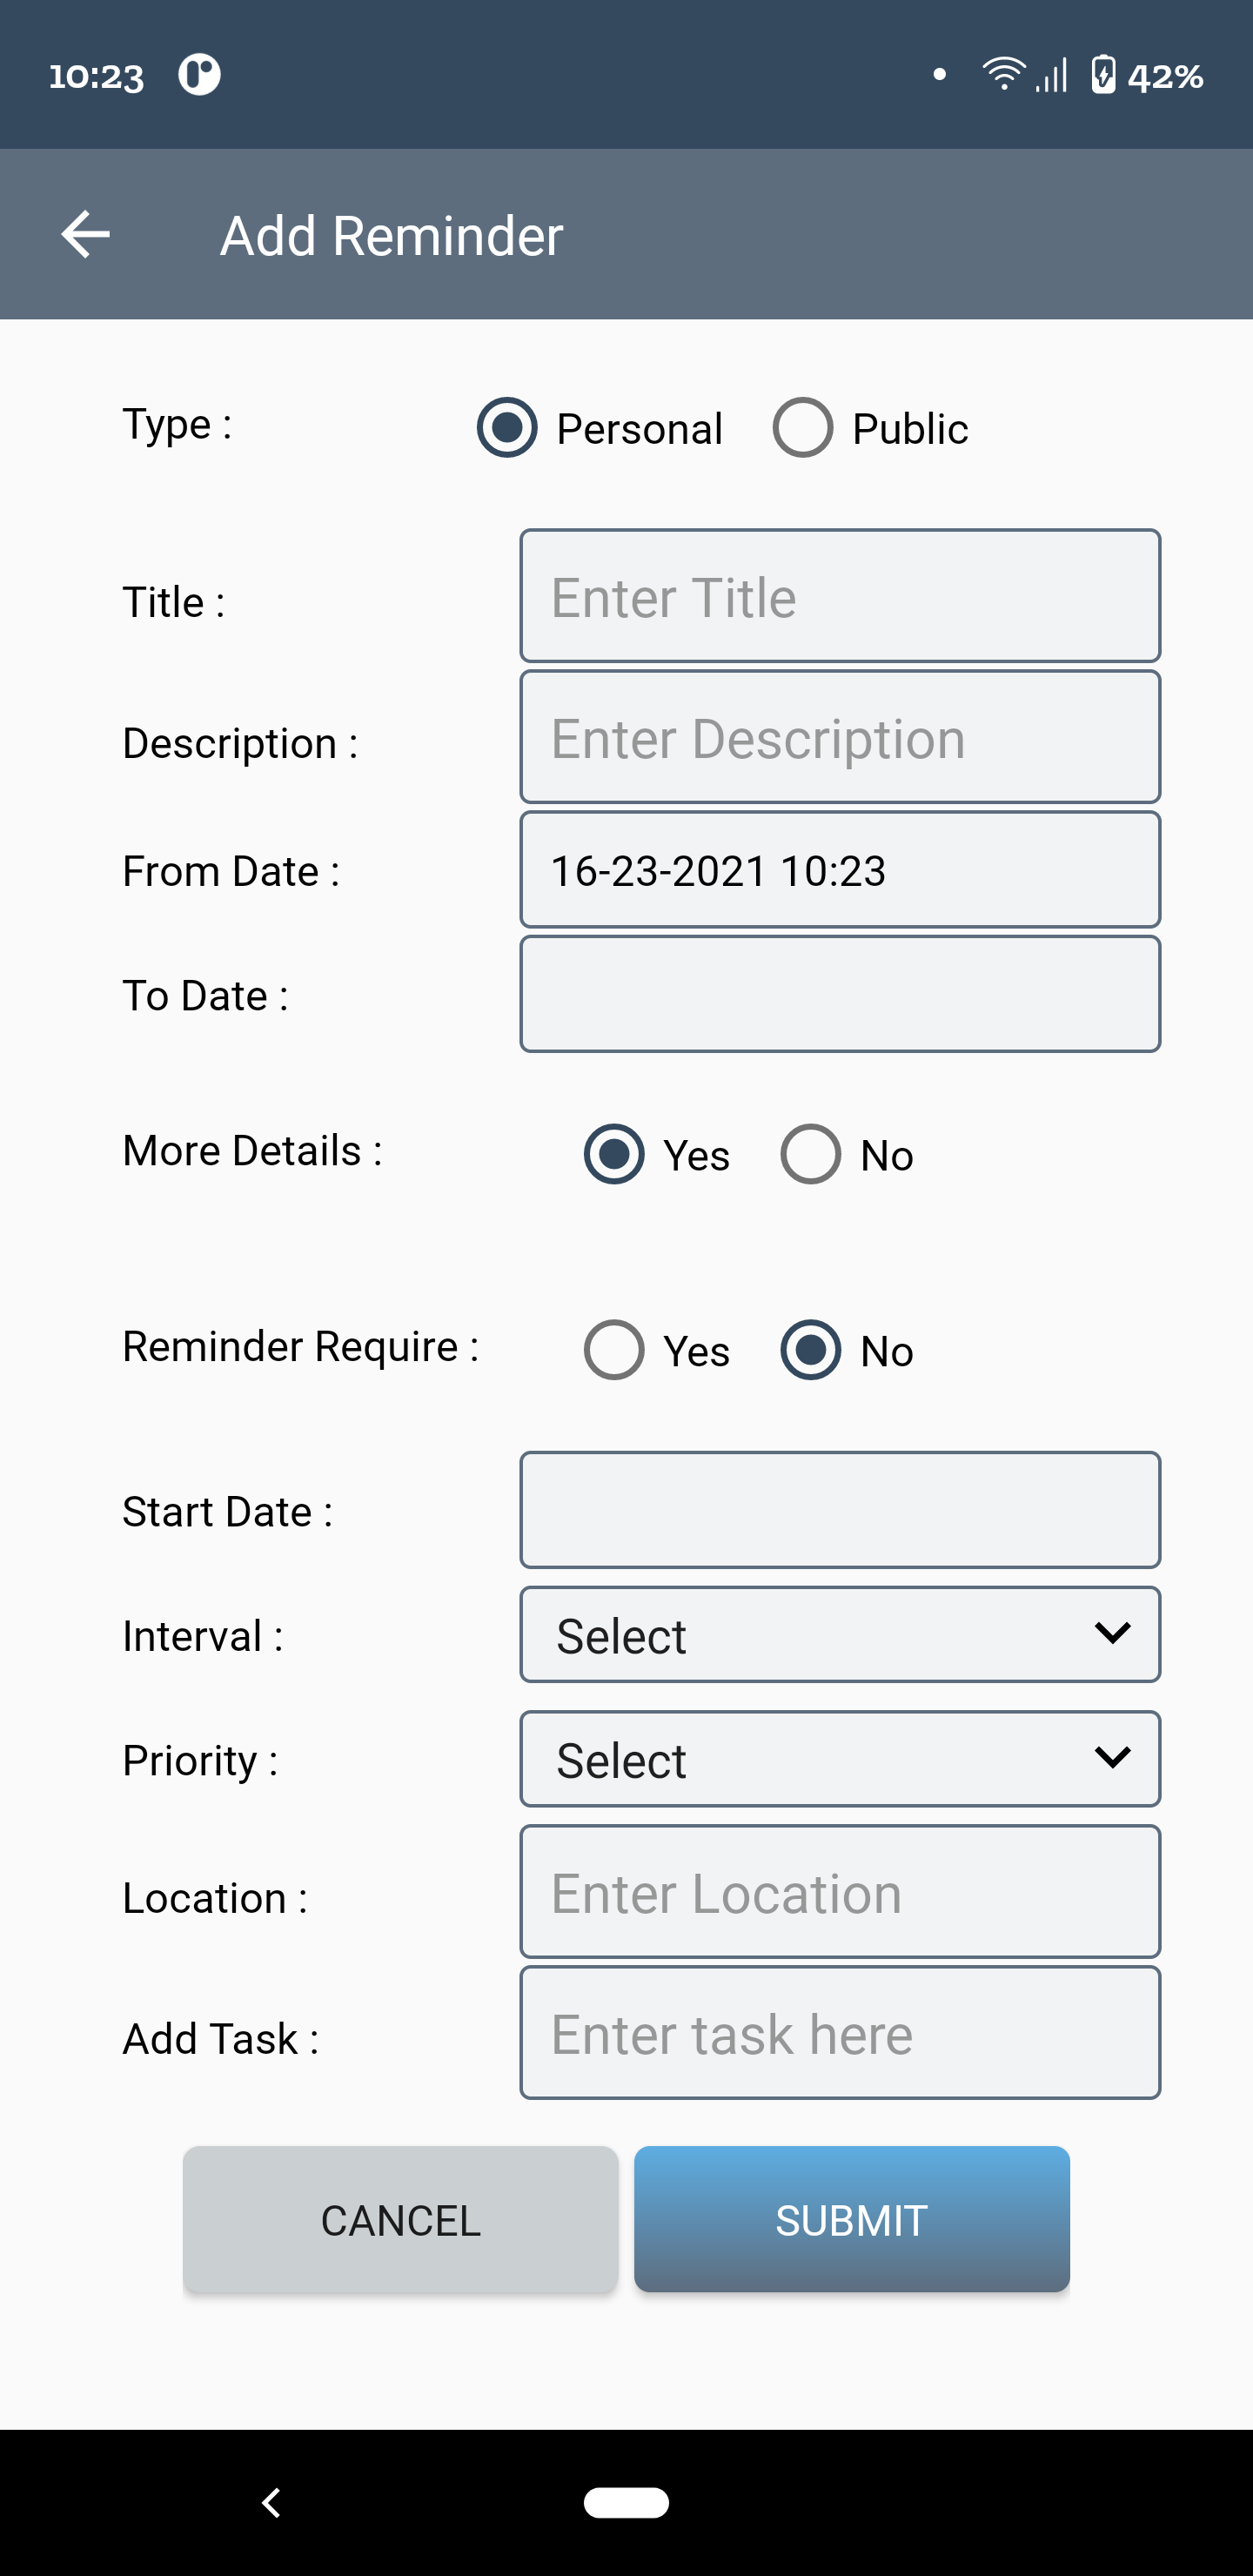 10:23 42%
Add Reminder
Type : Personal Public
Title : Enter Title
Description : Enter Description
From Date : 16-23-2021 10:23
To Date :
More Details : Yes No
Reminder Require : Yes No
Start Date :
Interval : Select
Priority : Select
Location : Enter Location
Add Task : Enter task here
CANCEL SUBMIT